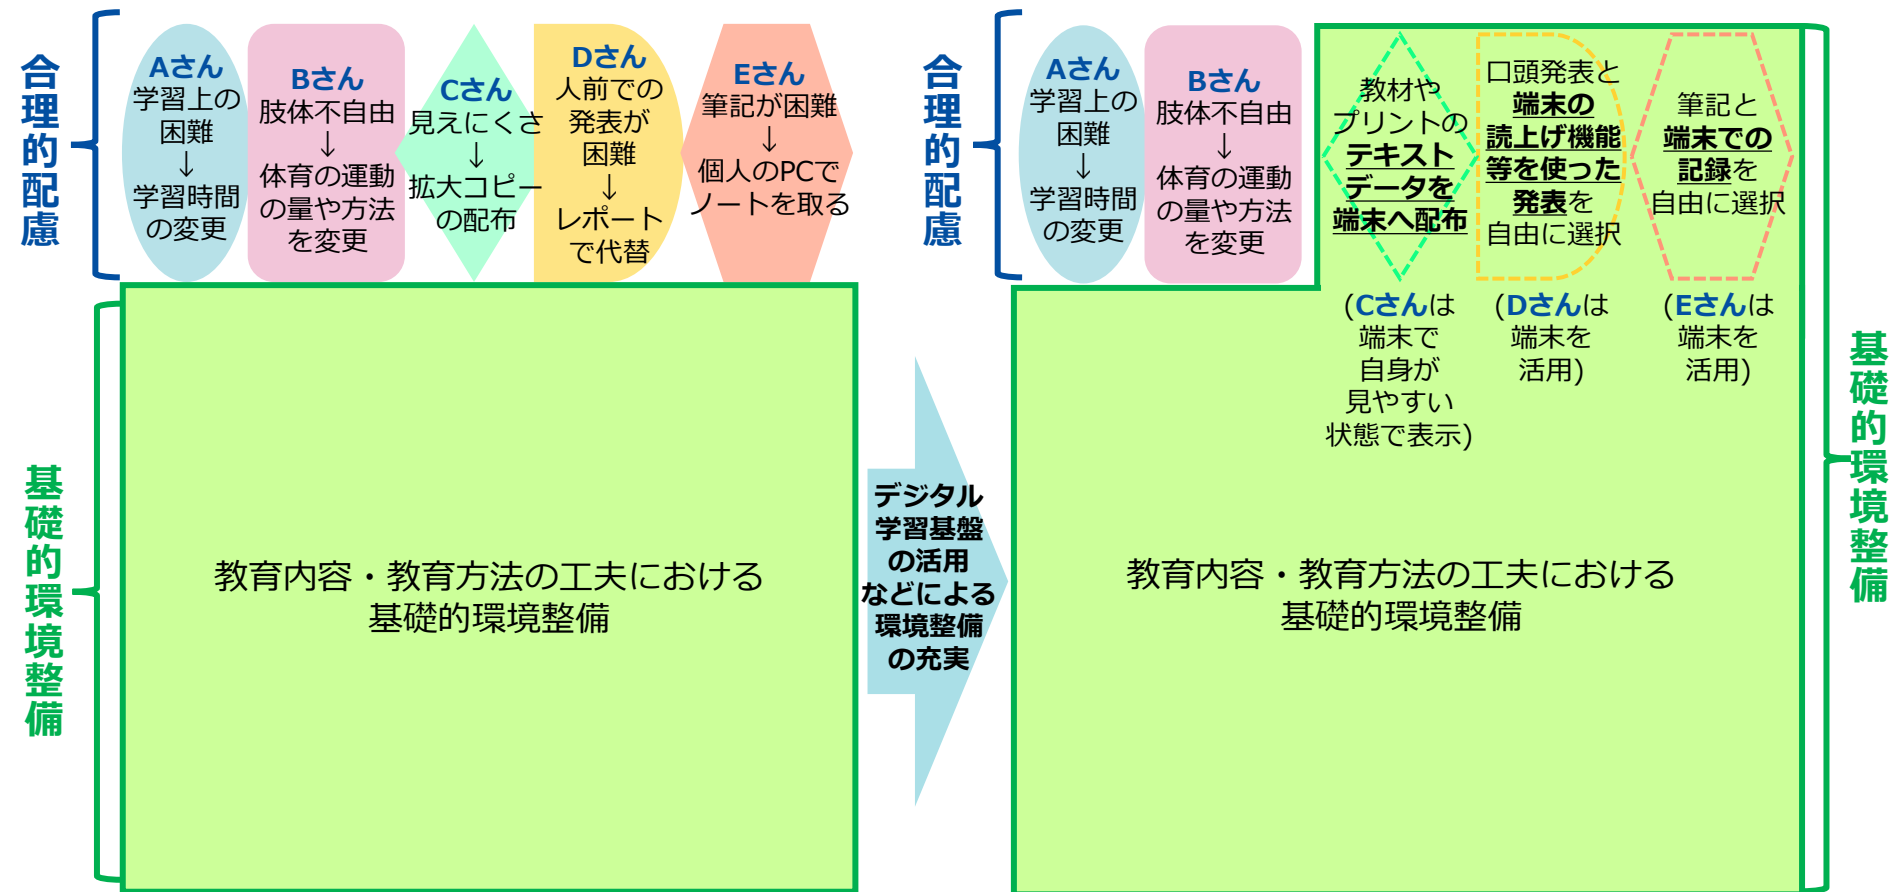 合理的配慮
Aさん
学習上の
困難
↓
学習時間
の変更
Bさん
肢体不自由
↓
体育の運動
の量や方法
を変更
Cさん
見えにくさ
↓
拡大コピー
の配布
Dさん
人前での
発表が
困難
↓
レポート
で代替
Eさん
筆記が困難
↓
個人のPCで
ノートを取る
基礎的環境整備
教育内容・教育方法の工夫における
基礎的環境整備
デジタル
学習基盤
の活用
などによる
環境整備
の充実
合理的配慮
Aさん
学習上の
困難
↓
学習時間
の変更
Bさん
肢体不自由
↓
体育の運動
の量や方法
を変更
教材や
プリントの
テキスト
データを
端末へ配布
(Cさんは
端末で
自身が
見やすい
状態で表示)
口頭発表と
端末の
読上げ機能
等を使った
発表を
自由に選択
(Dさんは
端末を
活用)
筆記と
端末での
記録を
自由に選択
(Eさんは
端末を
活用)
教育内容・教育方法の工夫における
基礎的環境整備
基礎的環境整備